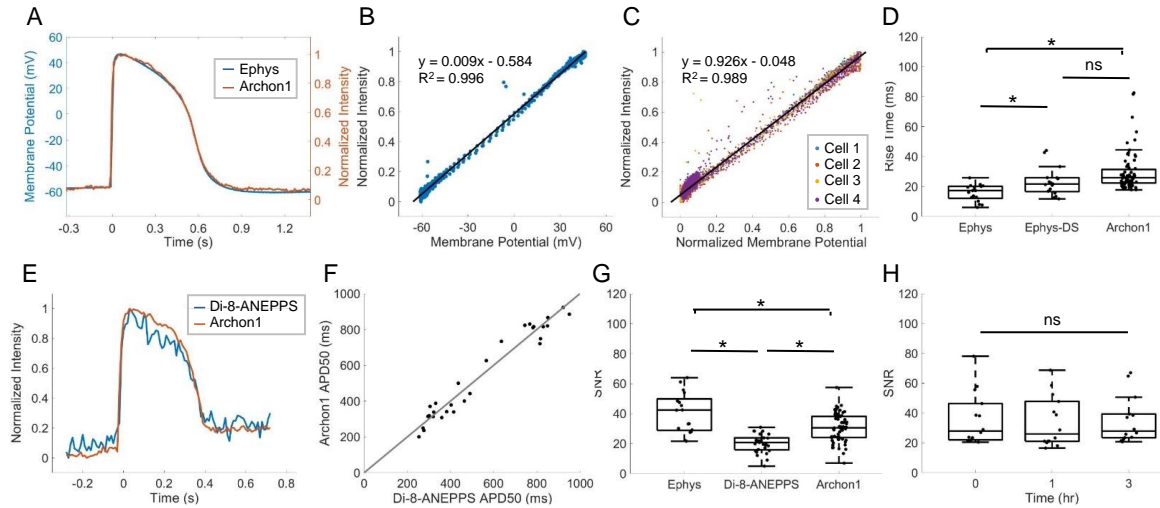 A
Membrane Potential (mV)
60
40
20
0
-20
-40
-60
Ephys
Archon1
1
0.8
0.6
0.4
0.2
0
Normalized Intensity
-0.3
0
0.3
0.6
0.9
1.2
Time (s)
B
Normalized Intensity
1
0.8
0.6
0.4
0.2
0
y = 0.009x - 0.584
R2 = 0.996
-60
-30
0
30
60
Membrane Potential (mV)
C
Normalized Intensity
1
0.8
0.6
0.4
0.2
0
y = 0.926x - 0.048
R2 = 0.989
Cell 1
Cell 2
Cell 3
Cell 4
0
0.2
0.4
0.6
0.8
1
Normalized Membrane Potential
D
Rise Time (ms)
120
100
80
60
40
20
0
*
ns
*
Ephys
Ephys-DS
Archon1
E
Normalized Intensity
1
0.8
0.6
0.4
0.2
0
Di-8-ANEPPS
Archon1
-0.2
0
0.2
0.4
0.6
0.8
Time (s)
F
Archon1 APD50 (ms)
1000
800
600
400
200
0
0
200
400
600
800
1000
Di-8-ANEPPS APD50 (ms)
G
SNR
120
100
80
60
40
20
0
*
*
*
Ephys
Di-8-ANEPPS
Archon1
H
SNR
120
100
80
60
40
20
0
ns
0
1
3
Time (hr)